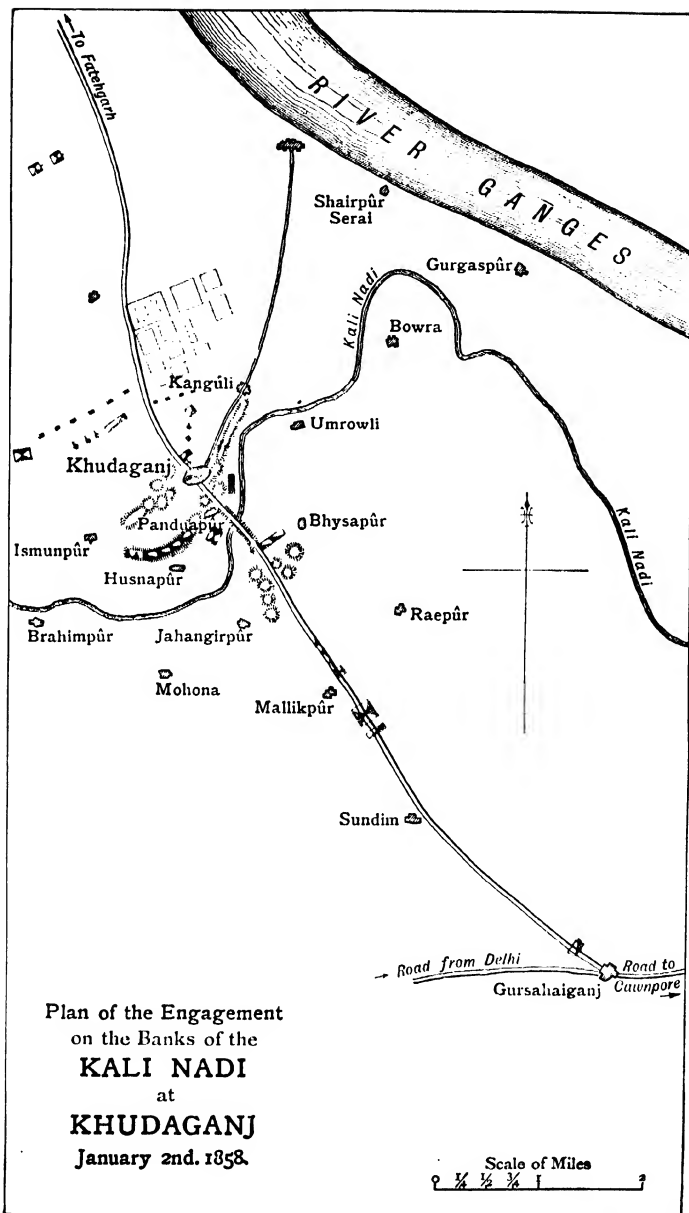 To Fatehgarh
RIVER GANGES
Shairpûr
Serai
Gurgaspûr
Kali Nadi
Bowra
Kangúli
Umrowli
Khudaganj
Panduapúr
Bhysapûr
Ismunpûr
Husnapûr
Kali Nadi
Brahimpûr
Jahangirpûr
Raepûr
Mohona
Mallikpûr
Sundim
Road from Delhi
Gursahaiganj
Road to
Cawnpore
Plan of the Engagement
on the Banks of the
KALI NADI
at
KHUDAGANJ
January 2nd. 1858.
Scale of Miles
0 1/4 1/2 3/4 1 2